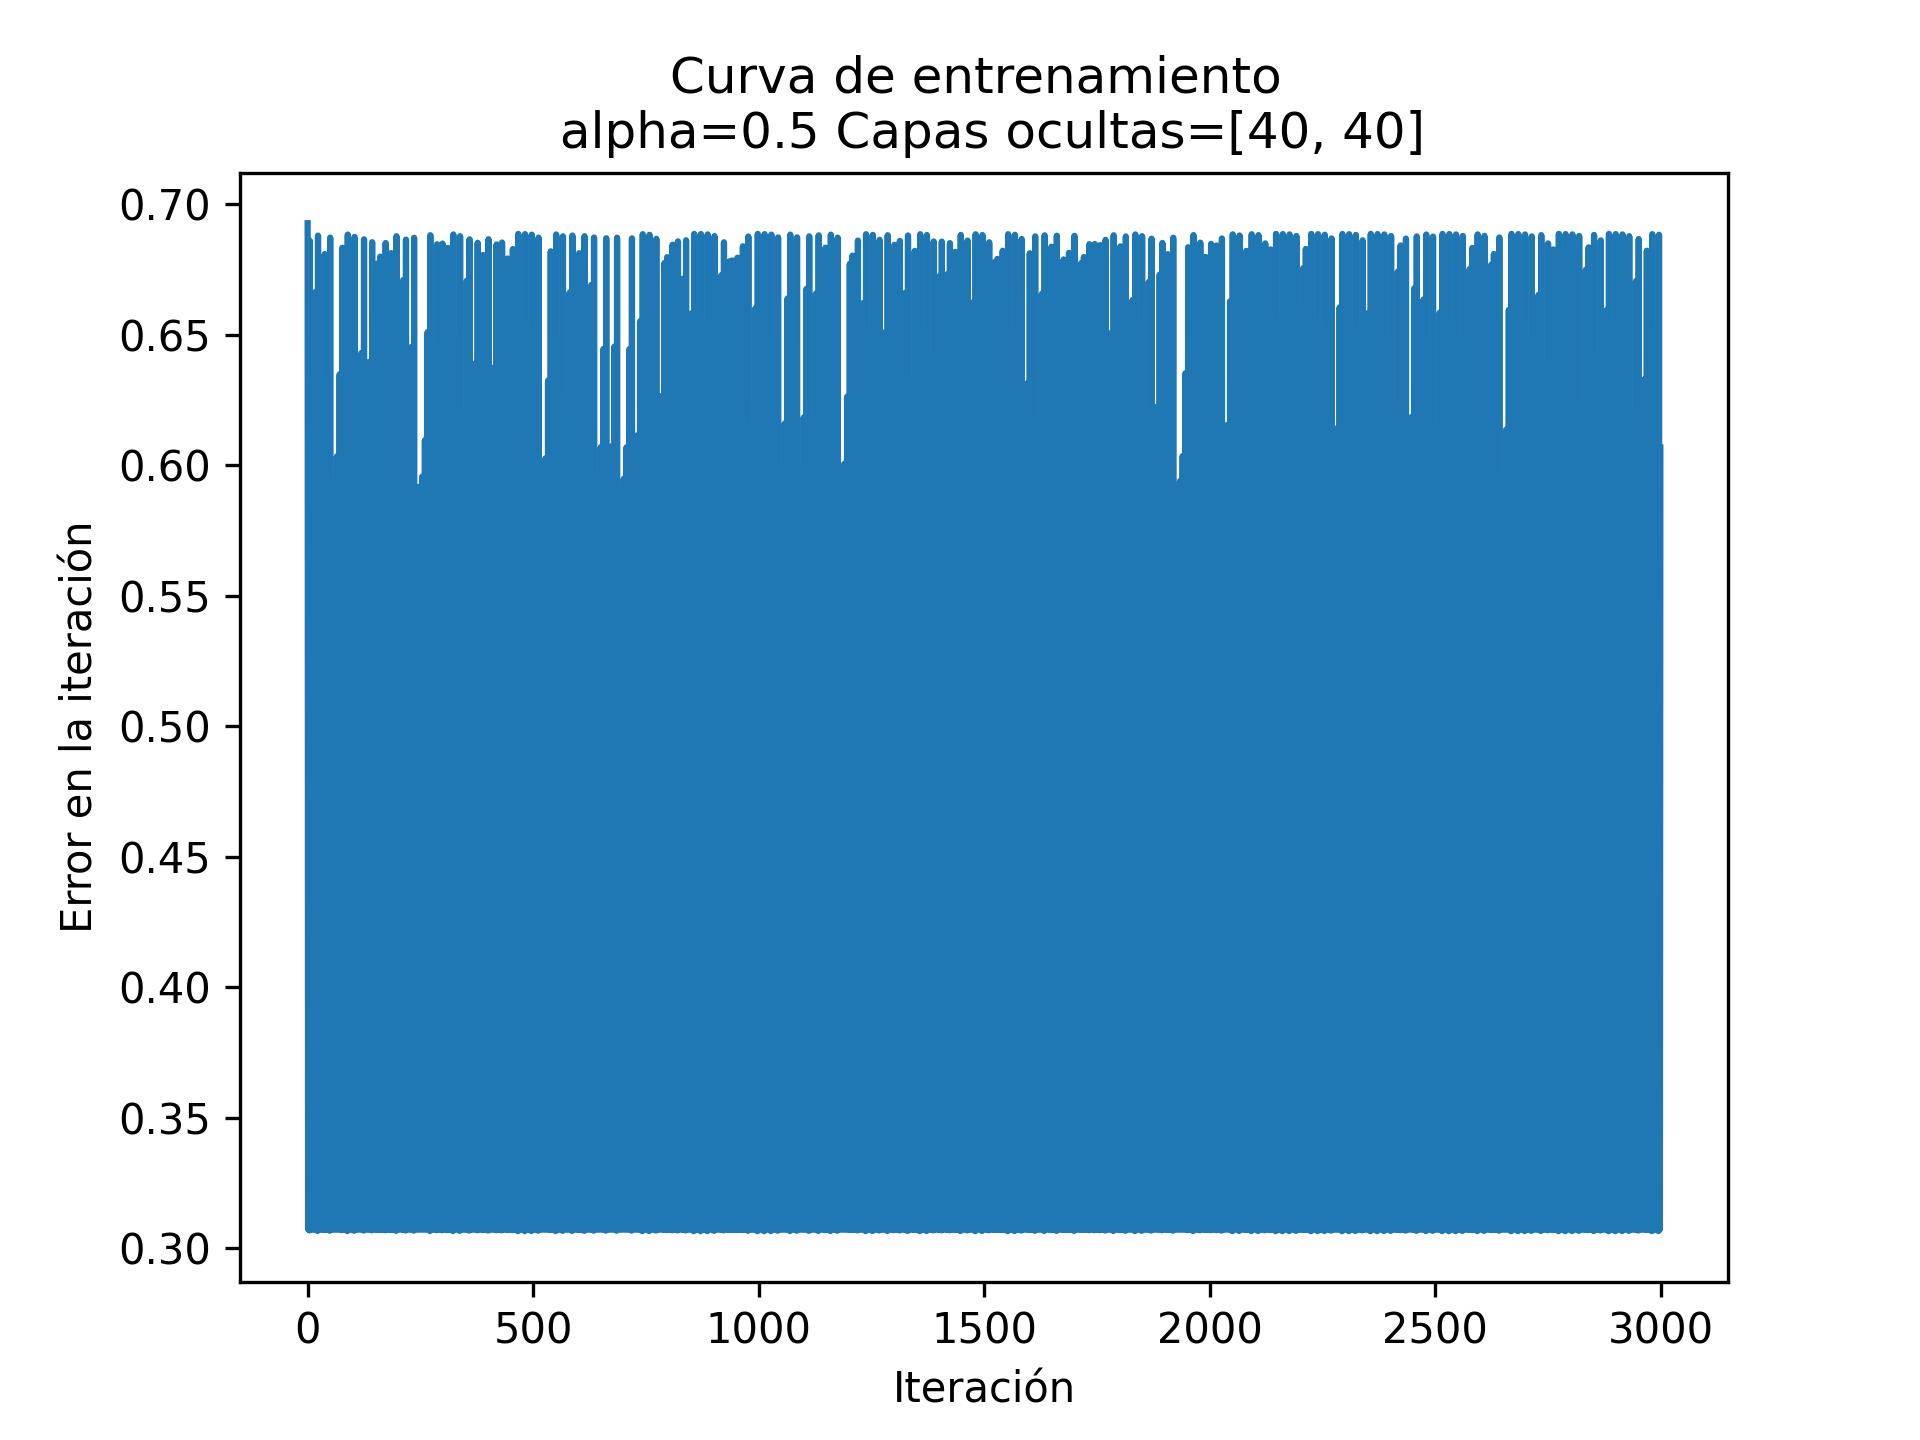 Curva de entrenamiento
alpha=0.5 Capas ocultas=[40, 40]
0.70
0.65
0.60
0.55
0.50
0.45
0.40
0.35
0.30
Error en la iteración
0 500 1000 1500 2000 2500 3000
Iteración